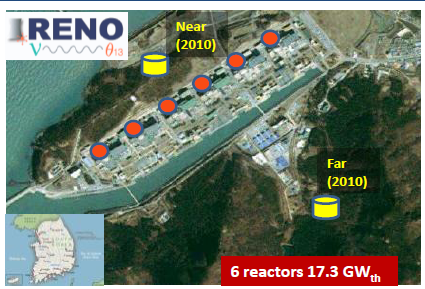 RENO
ν θ13
Near
(2010)
Far
(2010)
6 reactors 17.3 GWth